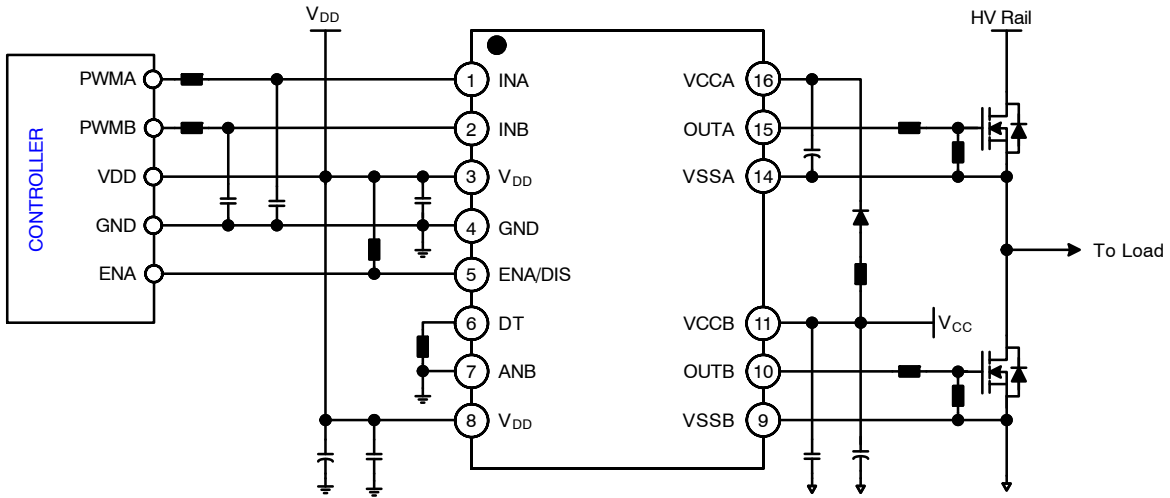 VDD
HV Rail
CONTROLLER
PWMA
PWMB
VDD
GND
ENA
1 INA
2 INB
3 VDD
4 GND
5 ENA/DIS
6 DT
7 ANB
8 VDD
VCCA 16
OUTA 15
VSSA 14
VCCB 11
OUTB 10
VSSB 9
VCC
To Load